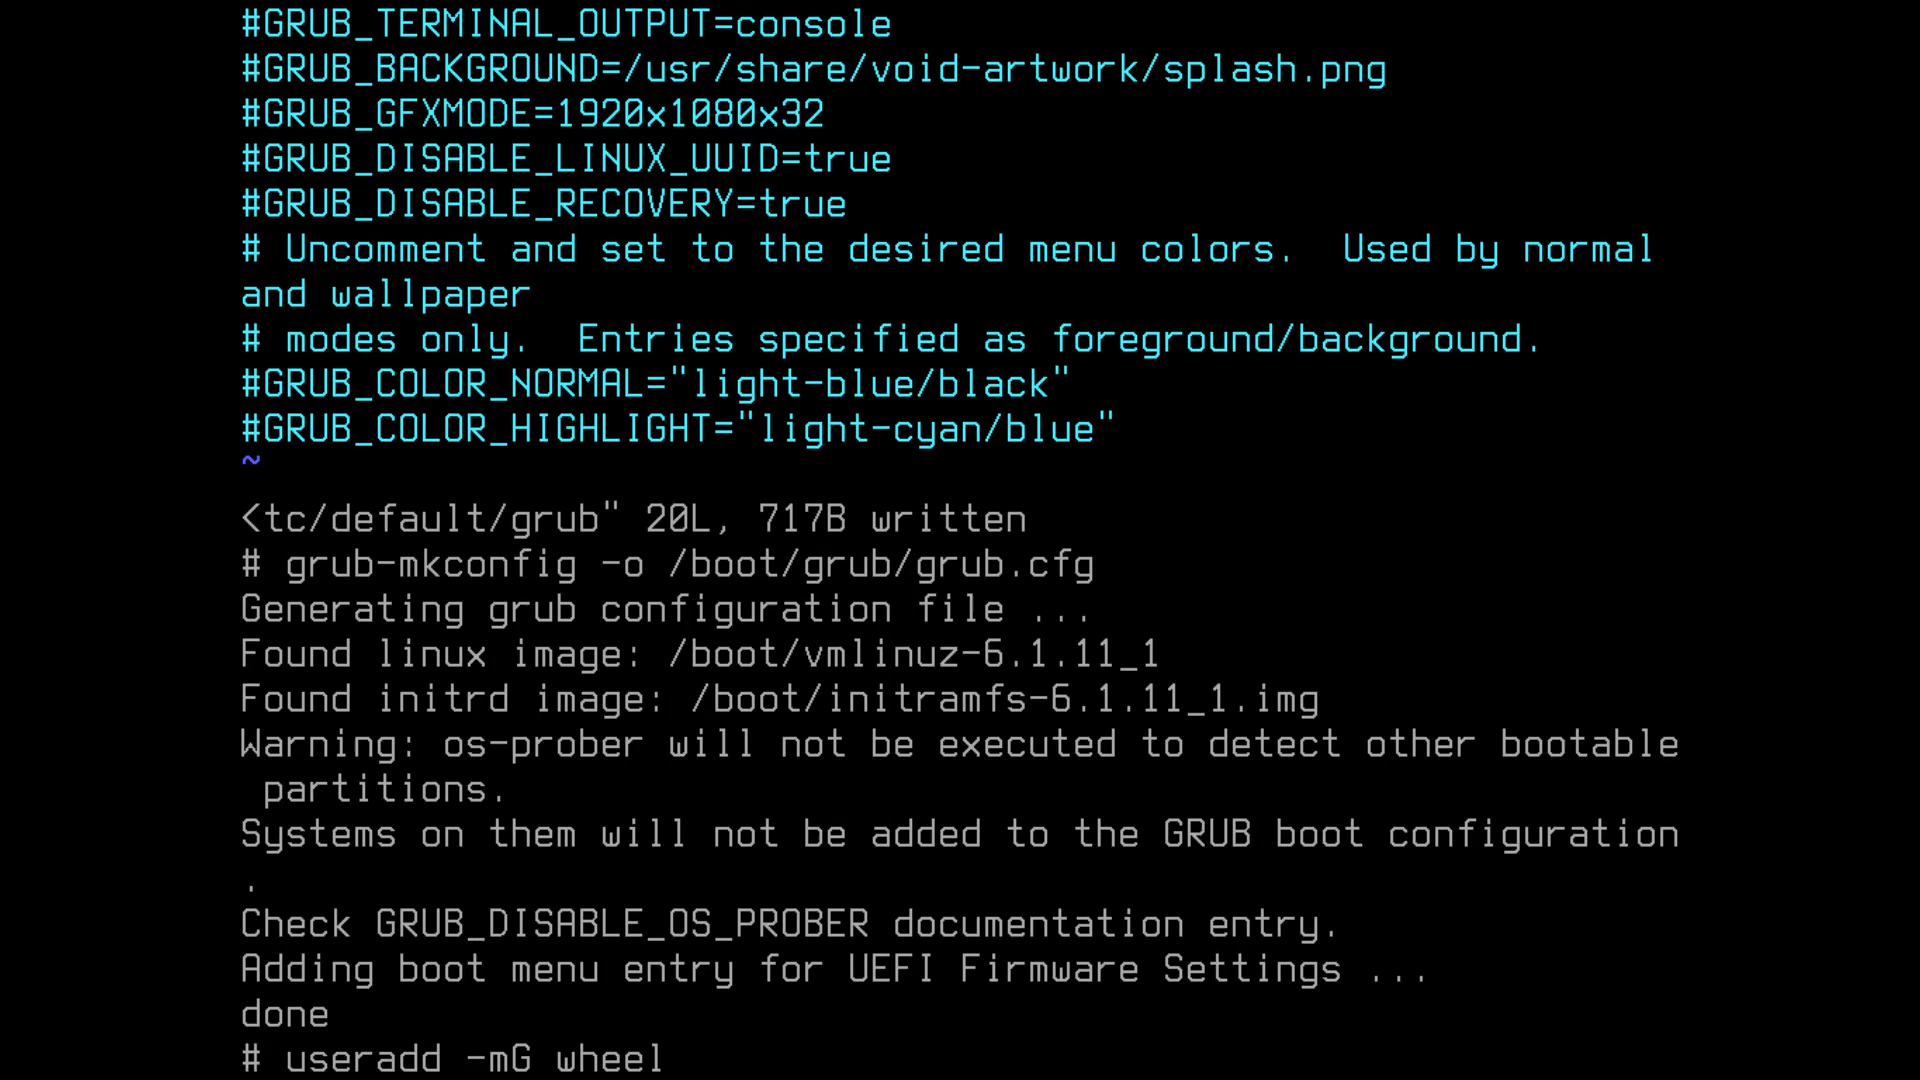 #GRUB_TERMINAL_OUTPUT=console
#GRUB_BACKGROUND=/usr/share/void-artwork/splash.png
#GRUB_GFXMODE=1920x1080x32
#GRUB_DISABLE_LINUX_UUID=true
#GRUB_DISABLE_RECOVERY=true
# Uncomment and set to the desired menu colors.  Used by normal
and wallpaper
# modes only.  Entries specified as foreground/background.
#GRUB_COLOR_NORMAL="light-blue/black"
#GRUB_COLOR_HIGHLIGHT="light-cyan/blue"
~
<tc/default/grub" 20L, 717B written
# grub-mkconfig -o /boot/grub/grub.cfg
Generating grub configuration file ...
Found linux image: /boot/vmlinuz-6.1.11_1
Found initrd image: /boot/initramfs-6.1.11_1.img
Warning: os-prober will not be executed to detect other bootable
 partitions.
Systems on them will not be added to the GRUB boot configuration
.
Check GRUB_DISABLE_OS_PROBER documentation entry.
Adding boot menu entry for UEFI Firmware Settings ...
done
# useradd -mG wheel